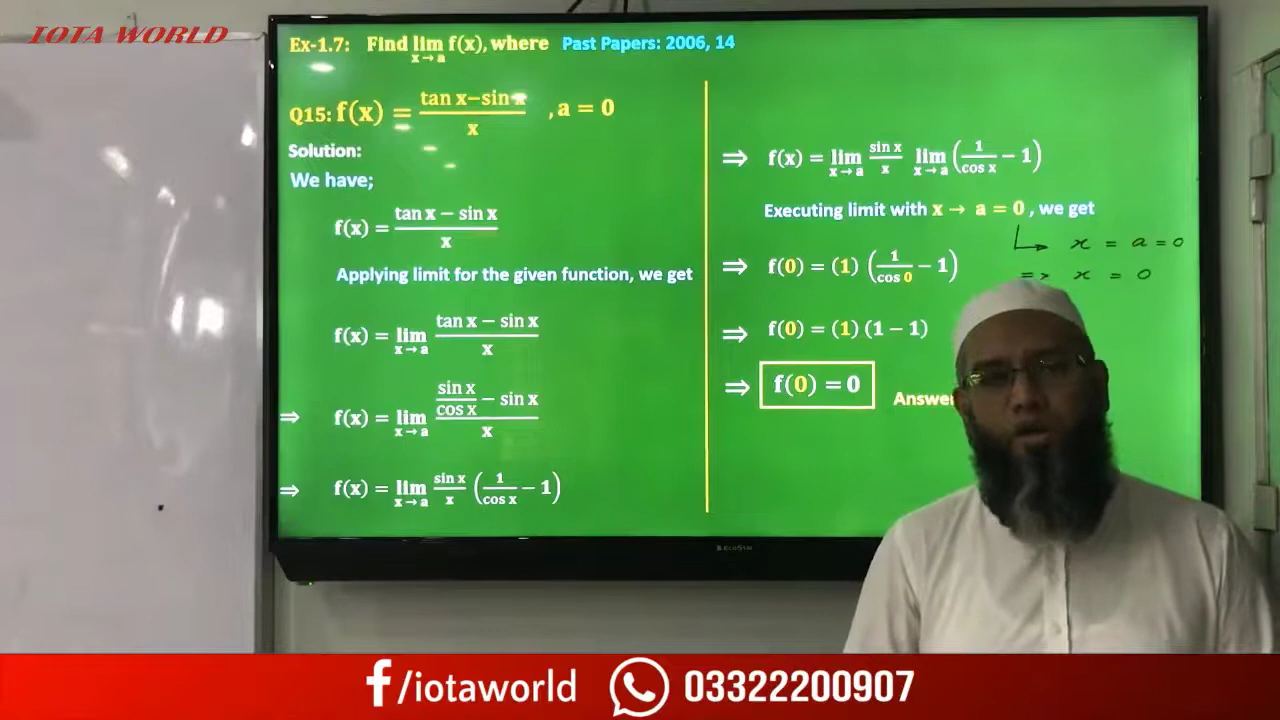 IOTA WORLD
Ex-1.7: Find lim x→a f(x), where Past Papers: 2006, 14
Q15: f(x) = (tan x−sin x)/x , a = 0
Solution:
We have;
f(x) = (tan x − sin x)/x
Applying limit for the given function, we get
f(x) = lim x→a (tan x − sin x)/x
⇒ f(x) = lim x→a (sin x/cos x − sin x)/x
⇒ f(x) = lim x→a sin x/x (1/cos x − 1)
⇒ f(x) = lim x→a sin x/x lim x→a (1/cos x − 1)
Executing limit with x → a = 0 , we get
↳ x = a = 0
⇒ f(0) = (1) (1/cos 0 − 1)
=> x = 0
⇒ f(0) = (1) (1 − 1)
⇒ f(0) = 0 Answer
f/iotaworld 03322200907